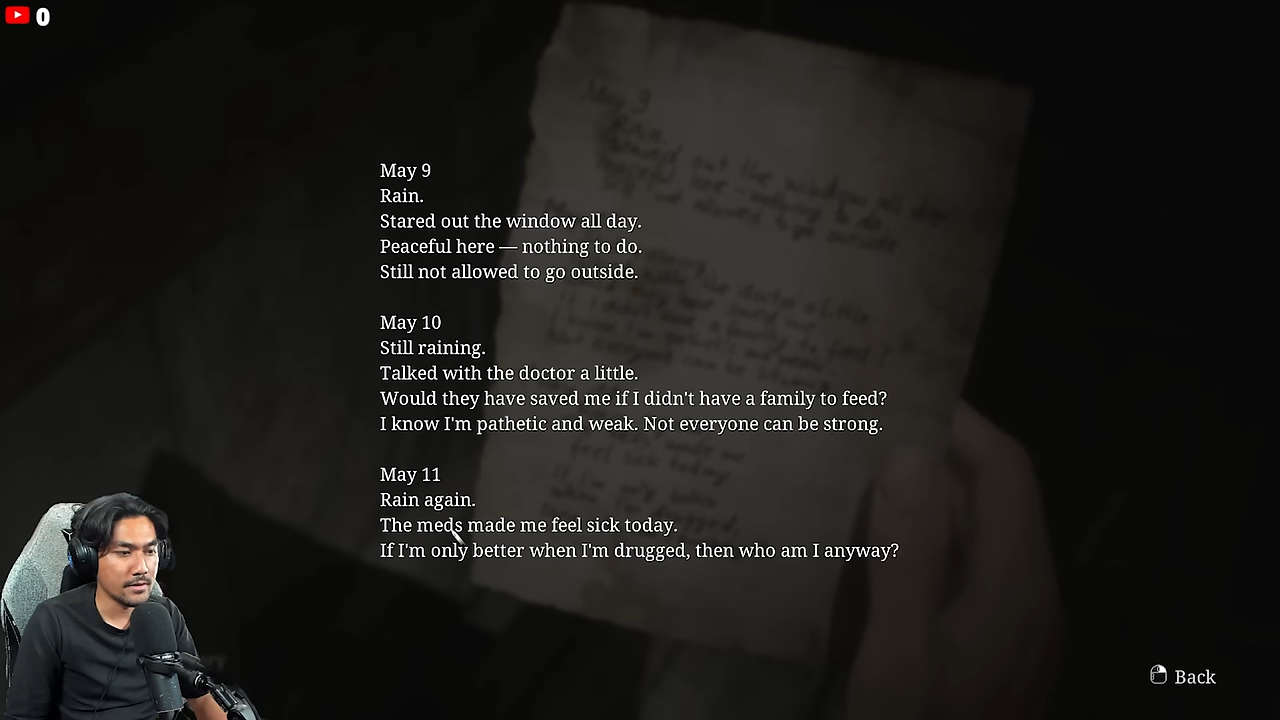 0
May 9
Rain.
Stared out the window all day.
Peaceful here — nothing to do.
Still not allowed to go outside.
May 10
Still raining.
Talked with the doctor a little.
Would they have saved me if I didn't have a family to feed?
I know I'm pathetic and weak. Not everyone can be strong.
May 11
Rain again.
The meds made me feel sick today.
If I'm only better when I'm drugged, then who am I anyway?
Back